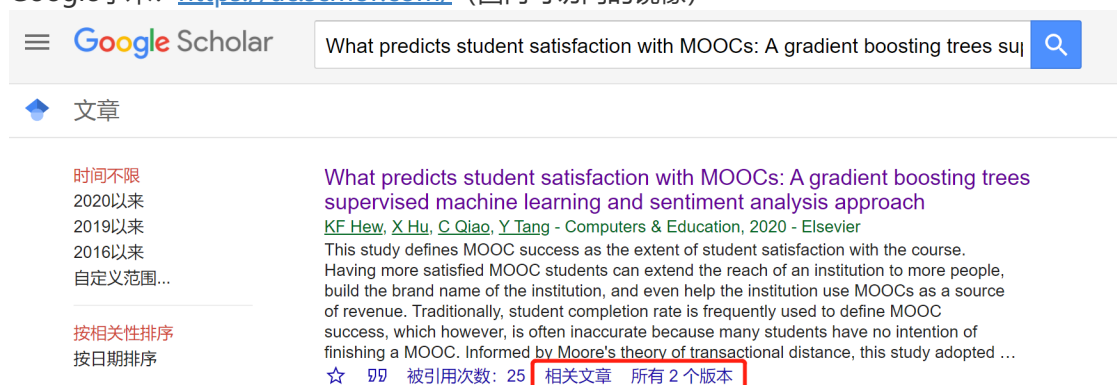 Google Scholar
What predicts student satisfaction with MOOCs: A gradient boosting trees
文章
时间不限
2020以来
2019以来
2016以来
自定义范围...
按相关性排序
按日期排序
What predicts student satisfaction with MOOCs: A gradient boosting trees
supervised machine learning and sentiment analysis approach
KF Hew, X Hu, C Qiao, Y Tang - Computers & Education, 2020 - Elsevier
This study defines MOOC success as the extent of student satisfaction with the course.
Having more satisfied MOOC students can extend the reach of an institution to more people,
build the brand name of the institution, and even help the institution use MOOCs as a source
of revenue. Traditionally, student completion rate is frequently used to define MOOC
success, which however, is often inaccurate because many students have no intention of
finishing a MOOC. Informed by Moore's theory of transactional distance, this study adopted …
被引用次数：25 相关文章 所有 2 个版本